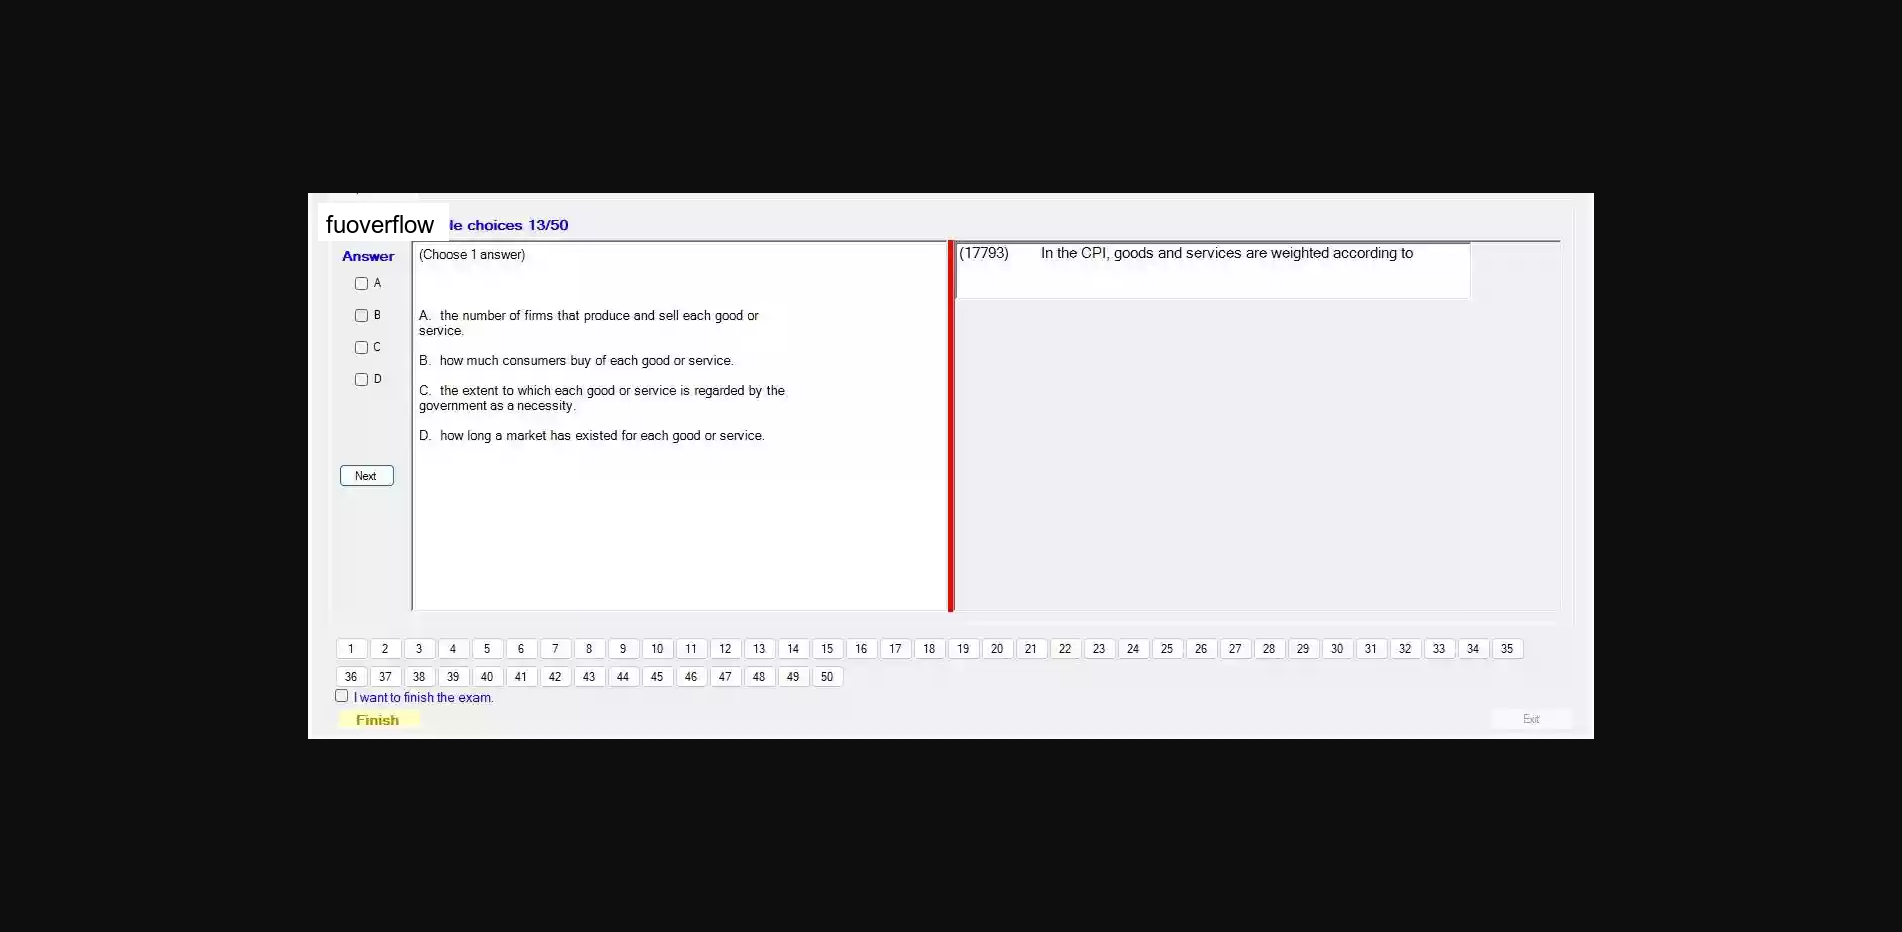 fuoverflow
le choices 13/50
Answer
A
B
C
D
Next
(Choose 1 answer)
A. the number of firms that produce and sell each good or
service.
B. how much consumers buy of each good or service.
C. the extent to which each good or service is regarded by the
government as a necessity.
D. how long a market has existed for each good or service.
(17793) In the CPI, goods and services are weighted according to
1 2 3 4 5 6 7 8 9 10 11 12 13 14 15 16 17 18 19 20 21 22 23 24 25 26 27 28 29 30 31 32 33 34 35
36 37 38 39 40 41 42 43 44 45 46 47 48 49 50
I want to finish the exam.
Finish
Exit